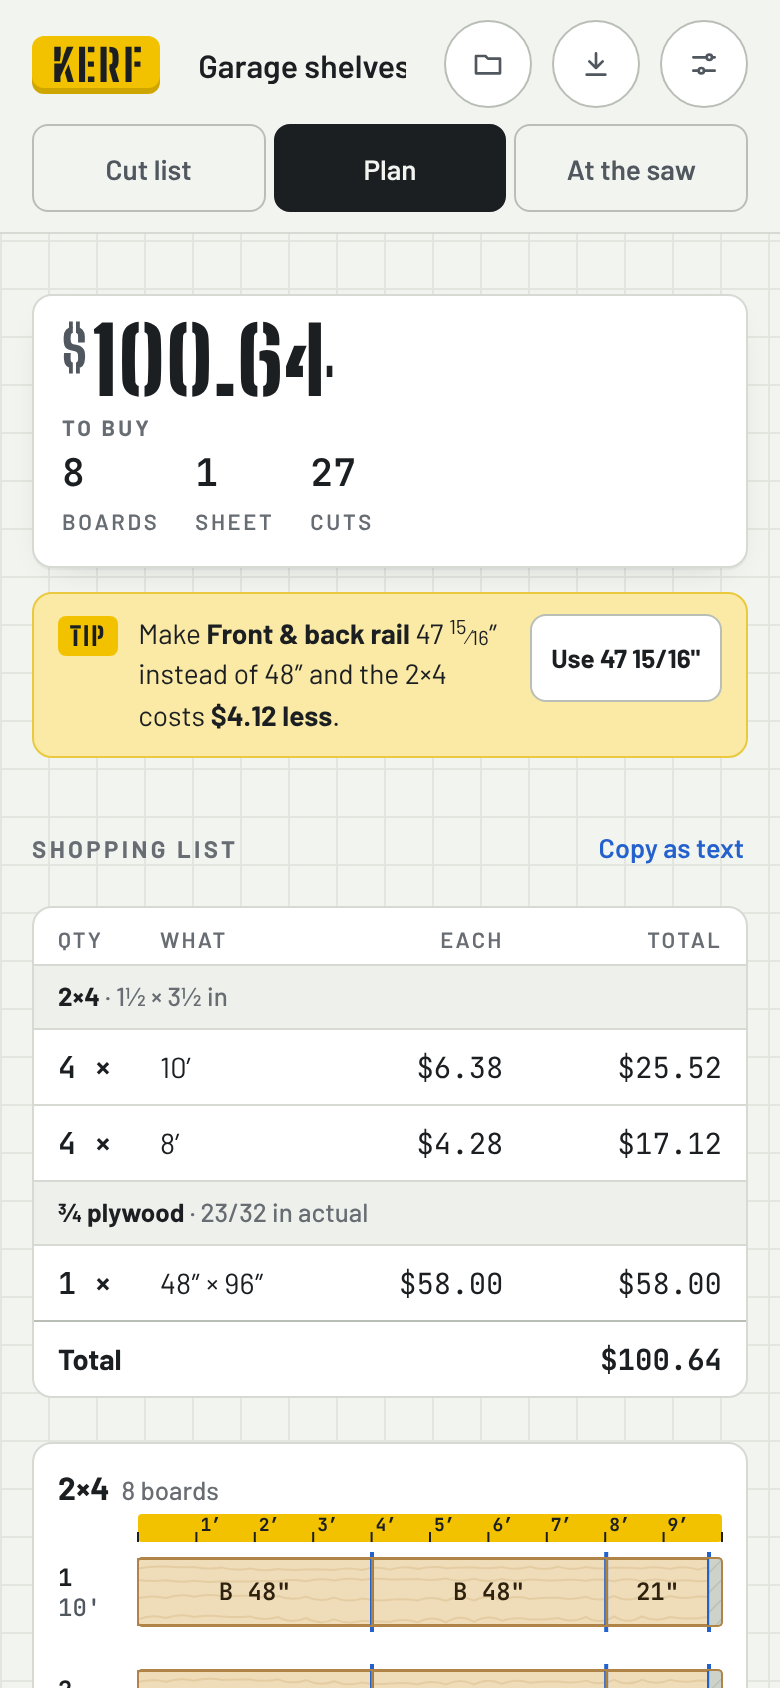 KERF
Garage shelves
Cut list
Plan
At the saw
$100.64
TO BUY
8 1 27
BOARDS SHEET CUTS
TIP
Make Front & back rail 47 15⁄16″
instead of 48″ and the 2×4
costs $4.12 less.
Use 47 15/16"
SHOPPING LIST
Copy as text
QTY WHAT EACH TOTAL
2×4 · 1½ × 3½ in
4 × 10′ $6.38 $25.52
4 × 8′ $4.28 $17.12
¾ plywood · 23/32 in actual
1 × 48″ × 96″ $58.00 $58.00
Total $100.64
2×4 8 boards
1′ 2′ 3′ 4′ 5′ 6′ 7′ 8′ 9′
1
10'
B 48" B 48" 21"